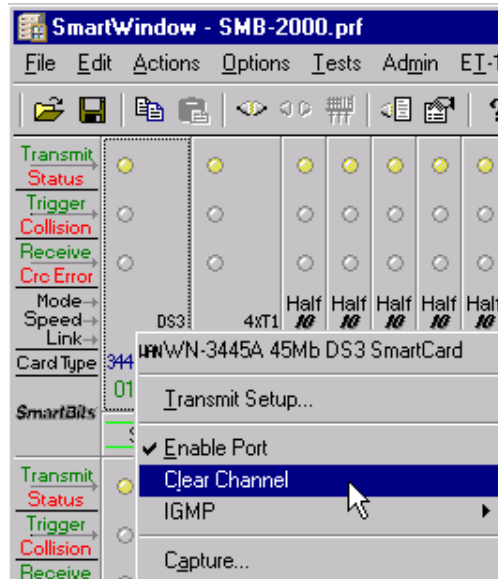 SmartWindow - SMB-2000.prf
File Edit Actions Options Tests Admin ET-1
Transmit
Status
Trigger
Collision
Receive
Crc Error
Mode
Speed
Link
DS3 4xT1 Half Half Half Half Half
10 10 10 10 10
Card Type 344
01
SmartBits
WAN WN-3445A 45Mb DS3 SmartCard
Transmit Setup...
Enable Port
Clear Channel
IGMP
Capture...
Transmit
Status
Trigger
Collision
Receive